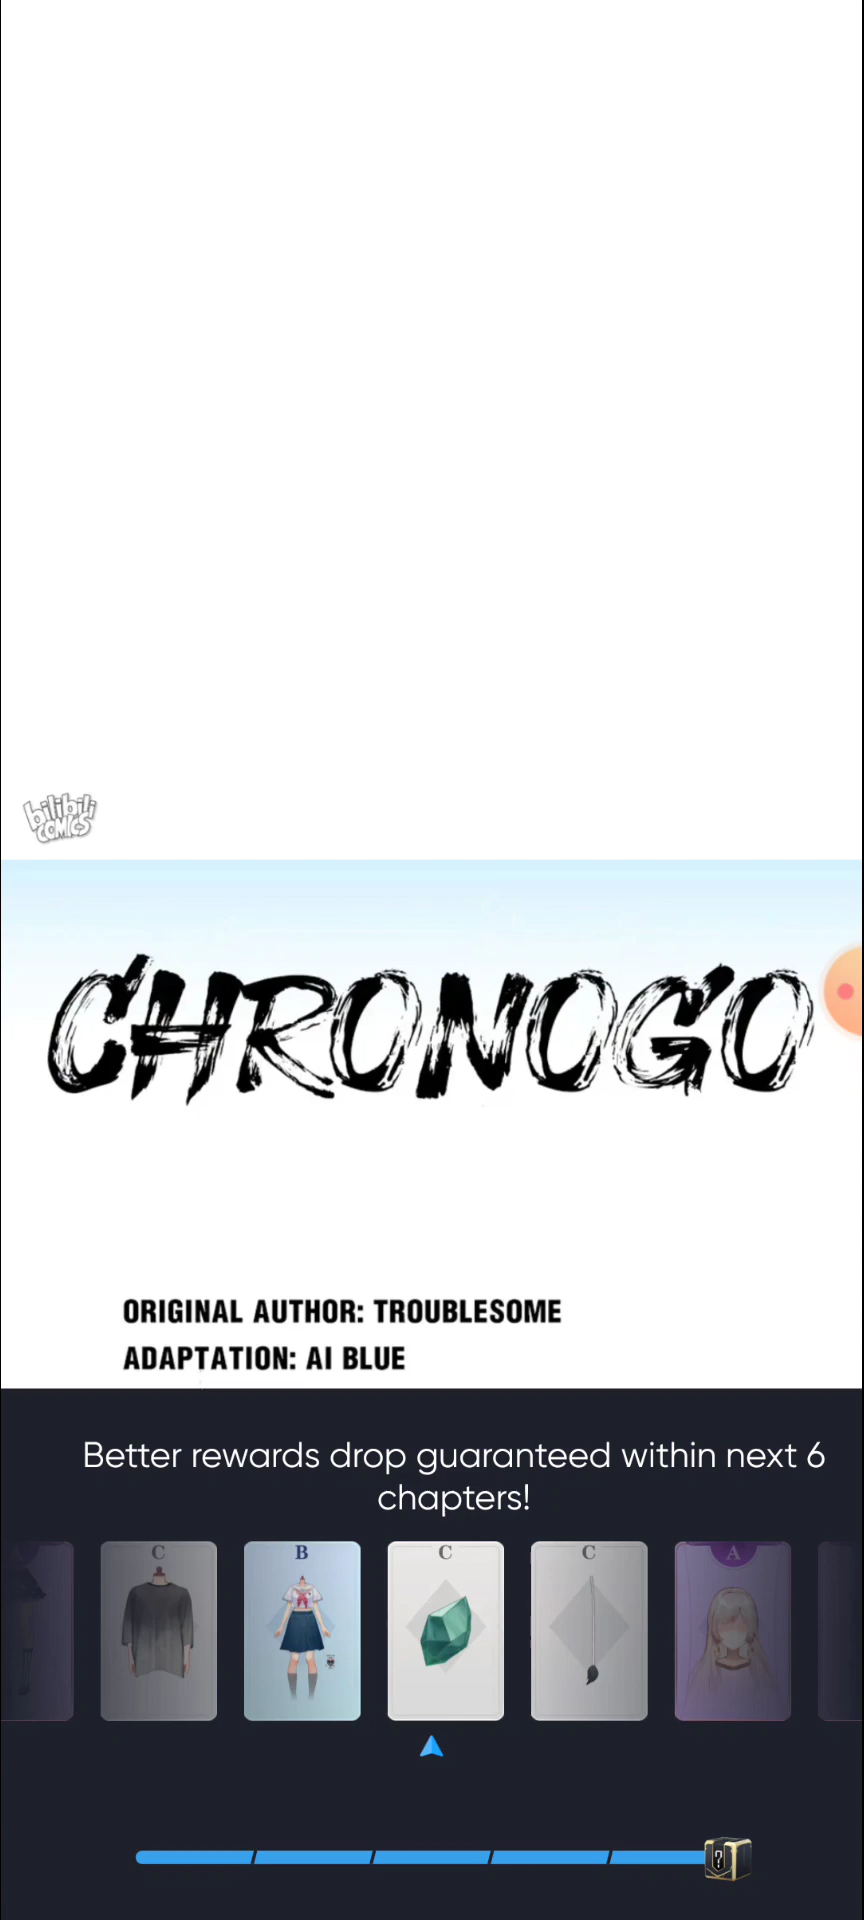 bilibili
COMICS
CHRONOGO
ORIGINAL AUTHOR: TROUBLESOME
ADAPTATION: AI BLUE
Better rewards drop guaranteed within next 6
chapters!
C
B
C
C
A
?